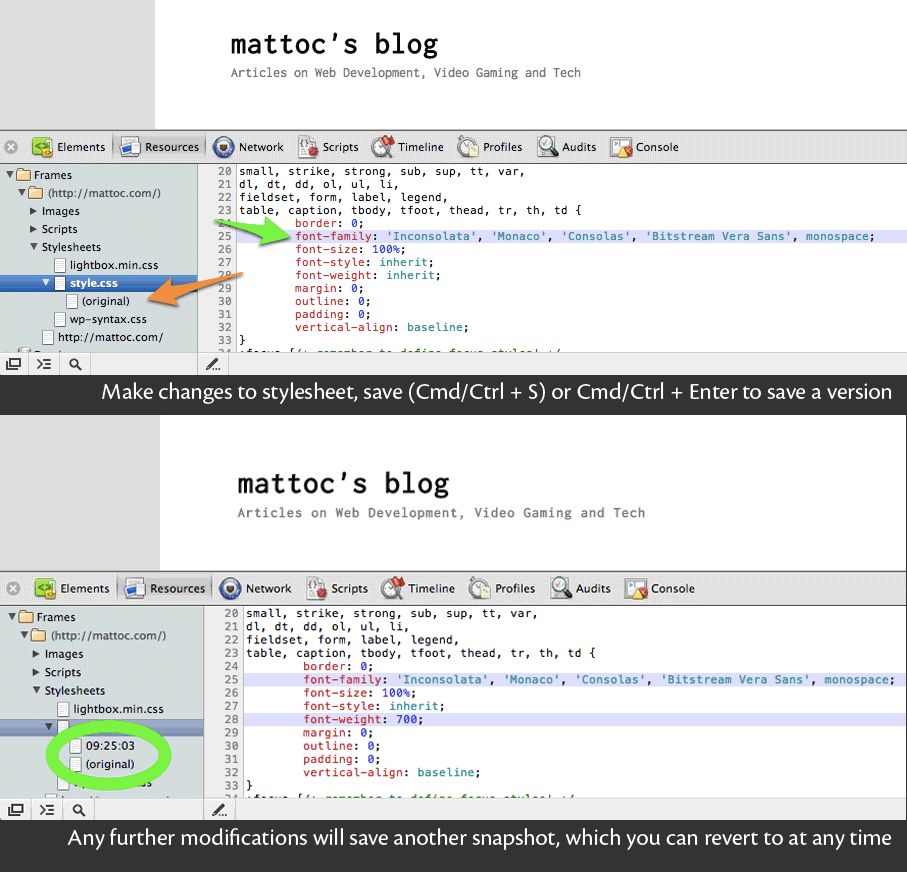 mattoc's blog
Articles on Web Development, Video Gaming and Tech
Elements Resources Network Scripts Timeline Profiles Audits Console
Frames
(http://mattoc.com/)
Images
Scripts
Stylesheets
lightbox.min.css
style.css
(original)
wp-syntax.css
http://mattoc.com/
20 small, strike, strong, sub, sup, tt, var,
21 dl, dt, dd, ol, ul, li,
22 fieldset, form, label, legend,
23 table, caption, tbody, tfoot, thead, tr, th, td {
24 border: 0;
25 font-family: 'Inconsolata', 'Monaco', 'Consolas', 'Bitstream Vera Sans', monospace;
26 font-size: 100%;
27 font-style: inherit;
28 font-weight: inherit;
29 margin: 0;
30 outline: 0;
31 padding: 0;
32 vertical-align: baseline;
33 }
Make changes to stylesheet, save (Cmd/Ctrl + S) or Cmd/Ctrl + Enter to save a version
mattoc's blog
Articles on Web Development, Video Gaming and Tech
Elements Resources Network Scripts Timeline Profiles Audits Console
Frames
(http://mattoc.com/)
Images
Scripts
Stylesheets
lightbox.min.css
09:25:03
(original)
20 small, strike, strong, sub, sup, tt, var,
21 dl, dt, dd, ol, ul, li,
22 fieldset, form, label, legend,
23 table, caption, tbody, tfoot, thead, tr, th, td {
24 border: 0;
25 font-family: 'Inconsolata', 'Monaco', 'Consolas', 'Bitstream Vera Sans', monospace;
26 font-size: 100%;
27 font-style: inherit;
28 font-weight: 700;
29 margin: 0;
30 outline: 0;
31 padding: 0;
32 vertical-align: baseline;
33 }
Any further modifications will save another snapshot, which you can revert to at any time